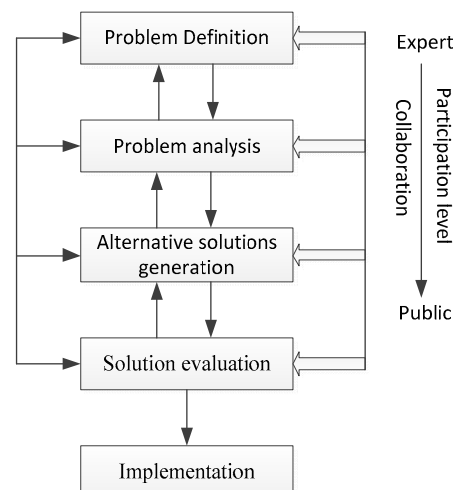 Problem Definition
Expert
Problem analysis
Participation level
Collaboration
Alternative solutions
generation
Public
Solution evaluation
Implementation